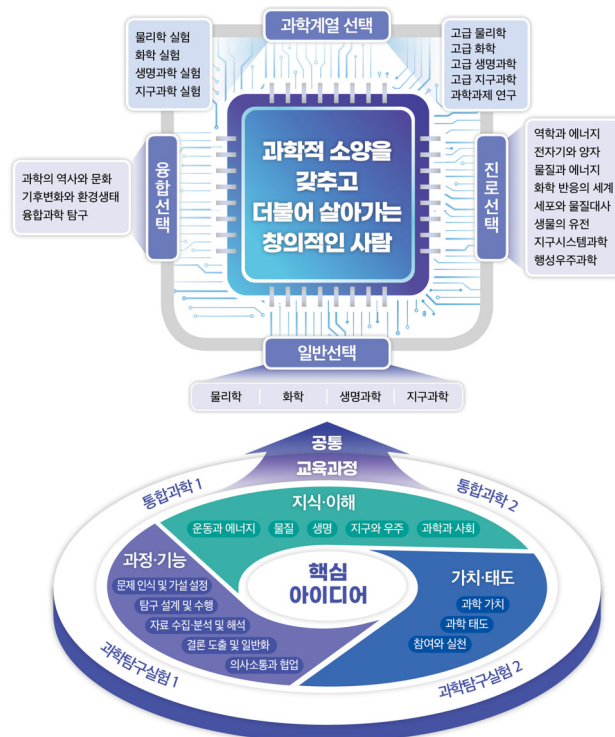 과학계열 선택
물리학 실험
화학 실험
생명과학 실험
지구과학 실험
고급 물리학
고급 화학
고급 생명과학
고급 지구과학
과학과제 연구
과학적 소양을
갖추고
더불어 살아가는
창의적인 사람
융합선택
과학의 역사와 문화
기후변화와 환경생태
융합과학 탐구
진로선택
역학과 에너지
전자기와 양자
물질과 에너지
화학 반응의 세계
세포와 물질대사
생물의 유전
지구시스템과학
행성우주과학
일반선택
물리학 화학 생명과학 지구과학
공통
교육과정
통합과학 1
통합과학 2
지식·이해
운동과 에너지 물질 생명 지구와 우주 과학과 사회
과정·기능
문제 인식 및 가설 설정
탐구 설계 및 수행
자료 수집·분석 및 해석
결론 도출 및 일반화
의사소통과 협업
핵심
아이디어
가치·태도
과학 가치
과학 태도
참여와 실천
과학탐구실험 1
과학탐구실험 2